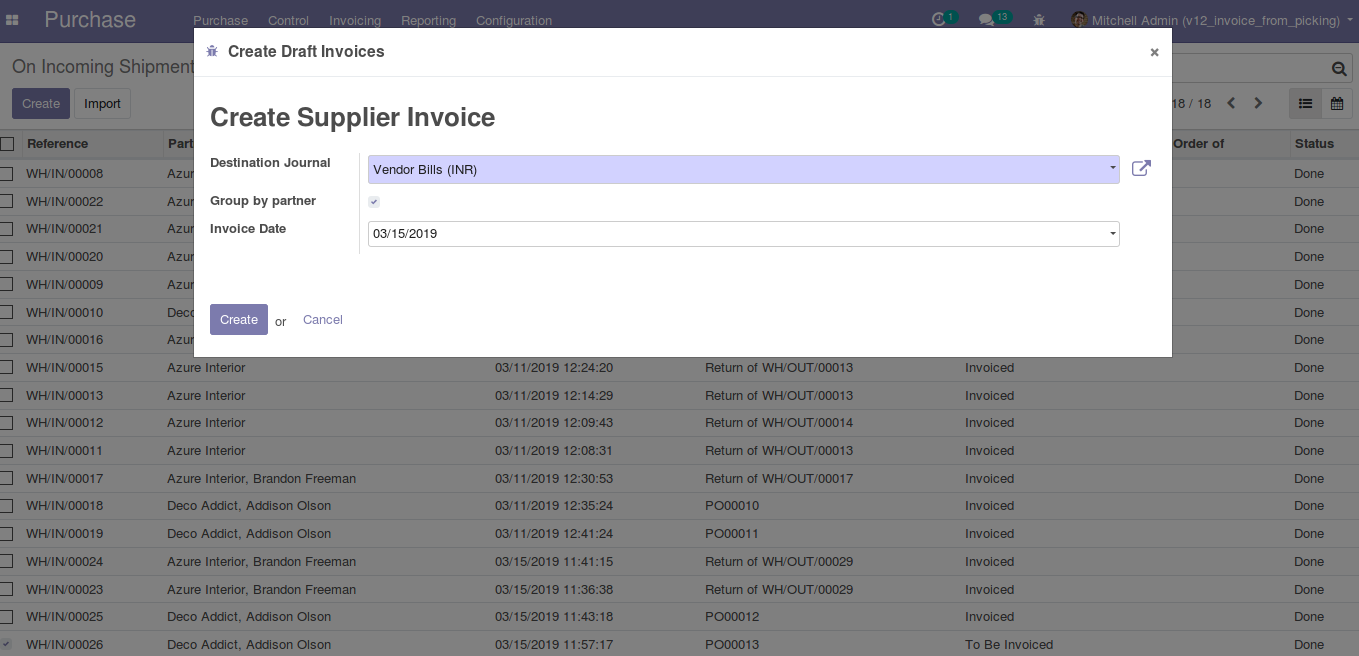 Purchase Purchase Control Invoicing Reporting Configuration 1 13 Mitchell Admin (v12_invoice_from_picking)
Create Draft Invoices ×
On Incoming Shipment
Create Import 18 / 18
Create Supplier Invoice
Reference Part Order of Status
Destination Journal Vendor Bills (INR)
WH/IN/00008 Azur Done
Group by partner
WH/IN/00022 Azur Done
Invoice Date 03/15/2019
WH/IN/00021 Azur Done
WH/IN/00020 Azur Done
WH/IN/00009 Azur Done
WH/IN/00010 Deco Done
Create or Cancel
WH/IN/00016 Azur Done
WH/IN/00015 Azure Interior 03/11/2019 12:24:20 Return of WH/OUT/00013 Invoiced Done
WH/IN/00013 Azure Interior 03/11/2019 12:14:29 Return of WH/OUT/00013 Invoiced Done
WH/IN/00012 Azure Interior 03/11/2019 12:09:43 Return of WH/OUT/00014 Invoiced Done
WH/IN/00011 Azure Interior 03/11/2019 12:08:31 Return of WH/OUT/00013 Invoiced Done
WH/IN/00017 Azure Interior, Brandon Freeman 03/11/2019 12:30:53 Return of WH/OUT/00017 Invoiced Done
WH/IN/00018 Deco Addict, Addison Olson 03/11/2019 12:35:24 PO00010 Invoiced Done
WH/IN/00019 Deco Addict, Addison Olson 03/11/2019 12:41:24 PO00011 Invoiced Done
WH/IN/00024 Azure Interior, Brandon Freeman 03/15/2019 11:41:15 Return of WH/OUT/00029 Invoiced Done
WH/IN/00023 Azure Interior, Brandon Freeman 03/15/2019 11:36:38 Return of WH/OUT/00029 Invoiced Done
WH/IN/00025 Deco Addict, Addison Olson 03/15/2019 11:43:18 PO00012 Invoiced Done
WH/IN/00026 Deco Addict, Addison Olson 03/15/2019 11:57:17 PO00013 To Be Invoiced Done